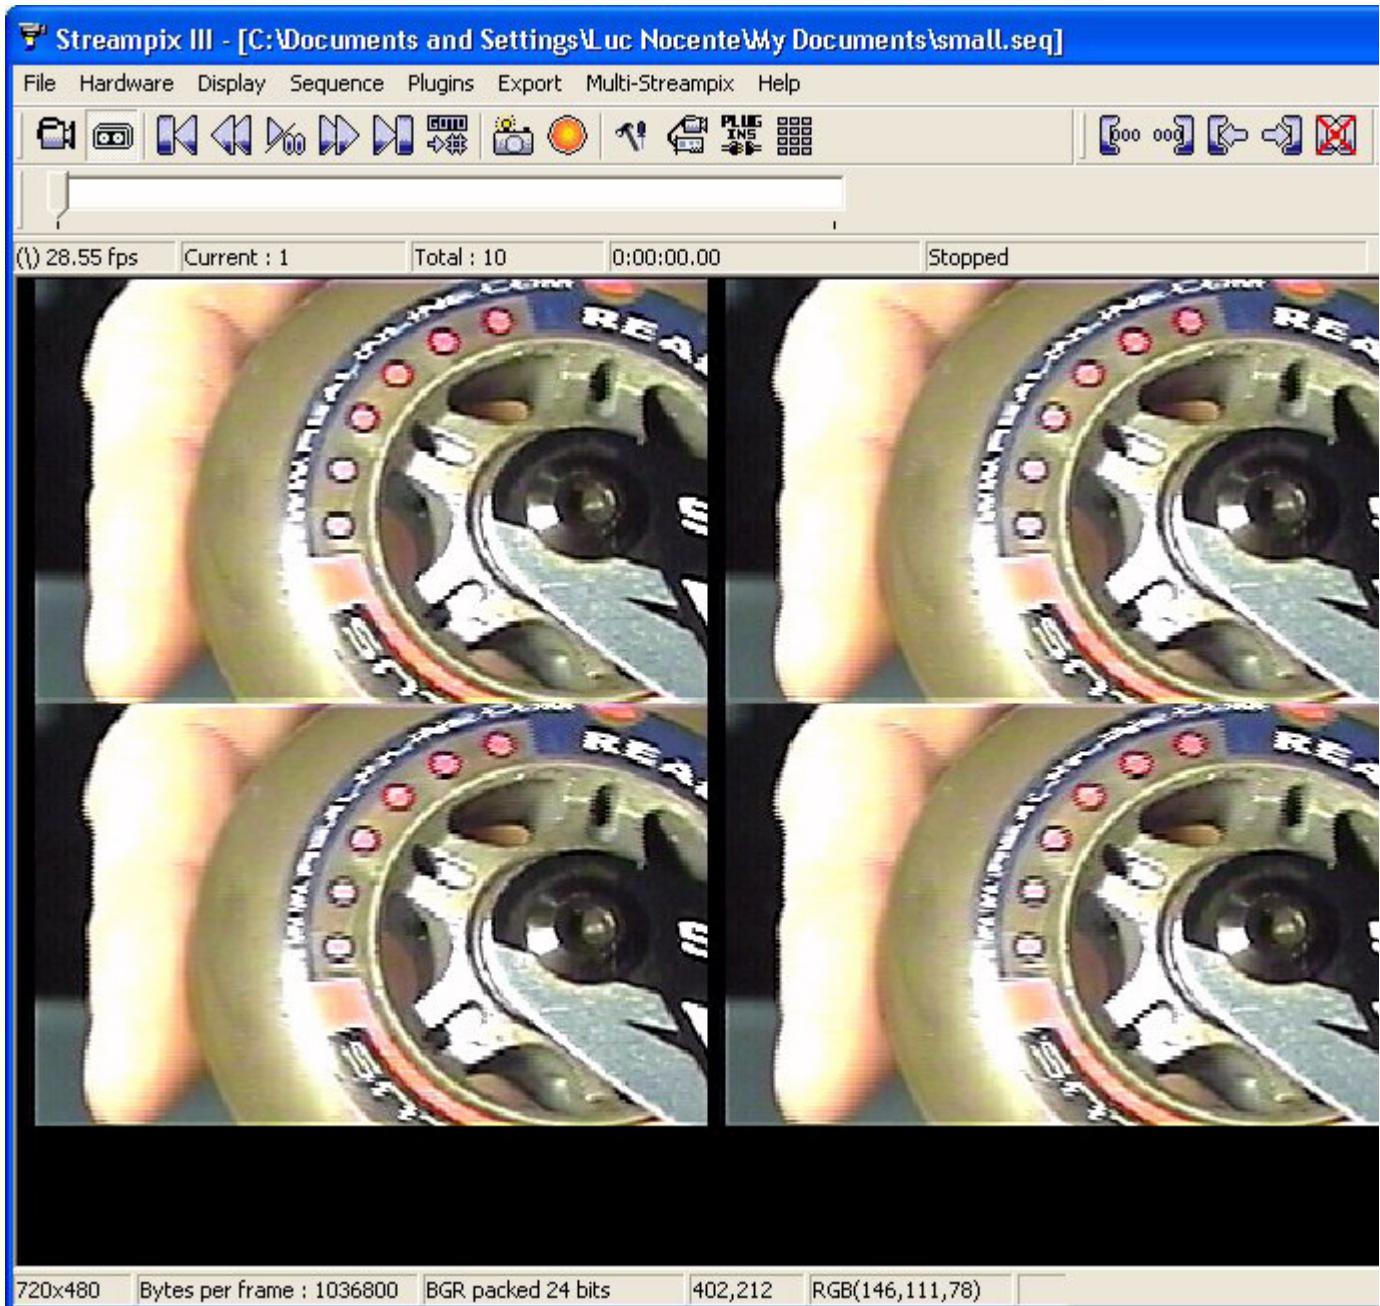 Streampix III - [C:\Documents and Settings\Luc Nocente\My Documents\small.seq]
File Hardware Display Sequence Plugins Export Multi-Streampix Help
GOTO
PLUG
INS
(\) 28.55 fps Current : 1 Total : 10 0:00:00.00 Stopped
REA
REA
REA
REA
720x480 Bytes per frame : 1036800 BGR packed 24 bits 402,212 RGB(146,111,78)